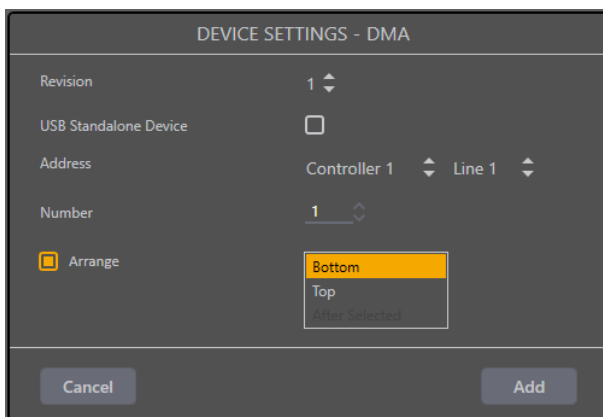 DEVICE SETTINGS - DMA
Revision 1
USB Standalone Device
Address Controller 1 Line 1
Number 1
Arrange Bottom
Top
After Selected
Cancel Add